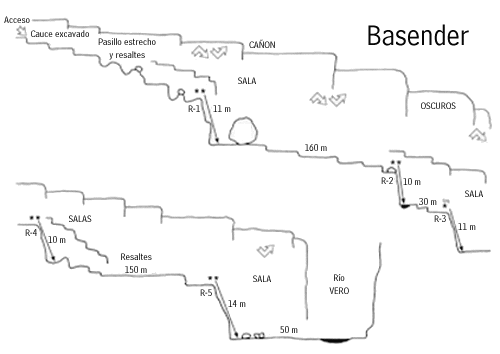 Basender
Acceso
Cauce excavado
Pasillo estrecho
y resaltes
CAÑON
SALA
OSCUROS
R-1
11 m
160 m
R-2
10 m
30 m
R-3
SALA
11 m
R-4
10 m
SALAS
Resaltes
150 m
R-5
14 m
SALA
50 m
Río
VERO